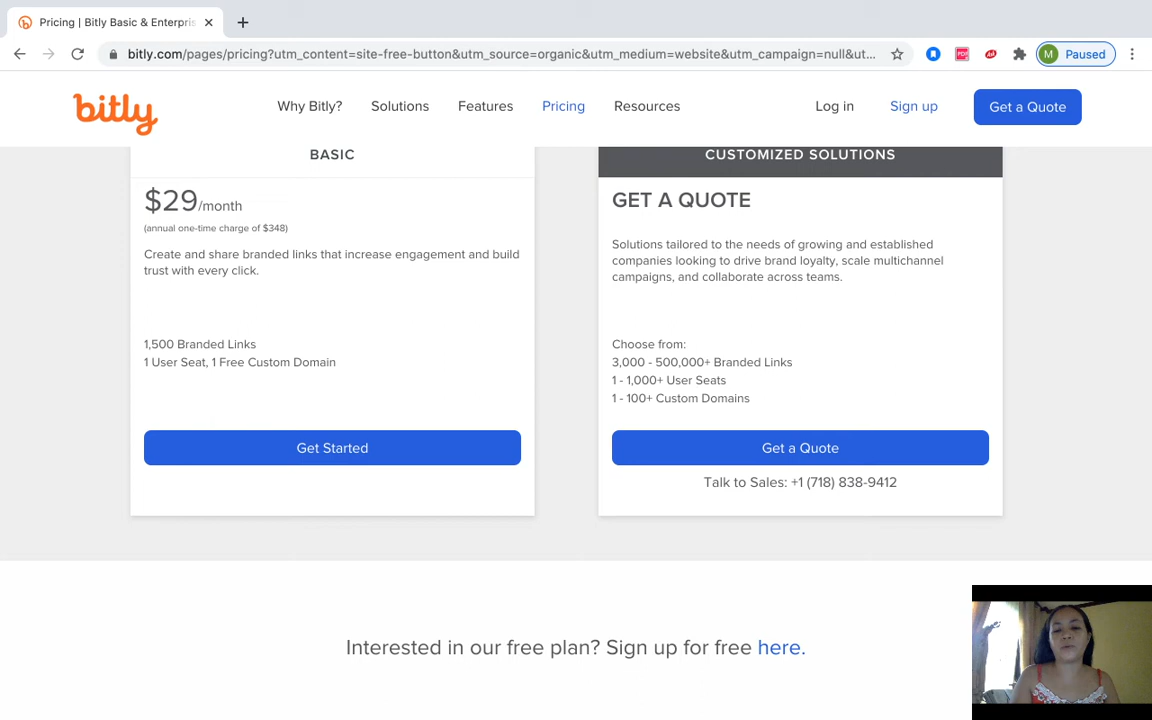 Pricing | Bitly Basic & Enterpris
bitly.com/pages/pricing?utm_content=site-free-button&utm_source=organic&utm_medium=website&utm_campaign=null&ut...
M Paused
bitly
Why Bitly?
Solutions
Features
Pricing
Resources
Log in
Sign up
Get a Quote
BASIC
$29/month
(annual one-time charge of $348)
Create and share branded links that increase engagement and build
trust with every click.
1,500 Branded Links
1 User Seat, 1 Free Custom Domain
Get Started
CUSTOMIZED SOLUTIONS
GET A QUOTE
Solutions tailored to the needs of growing and established
companies looking to drive brand loyalty, scale multichannel
campaigns, and collaborate across teams.
Choose from:
3,000 - 500,000+ Branded Links
1 - 1,000+ User Seats
1 - 100+ Custom Domains
Get a Quote
Talk to Sales: +1 (718) 838-9412
Interested in our free plan? Sign up for free here.